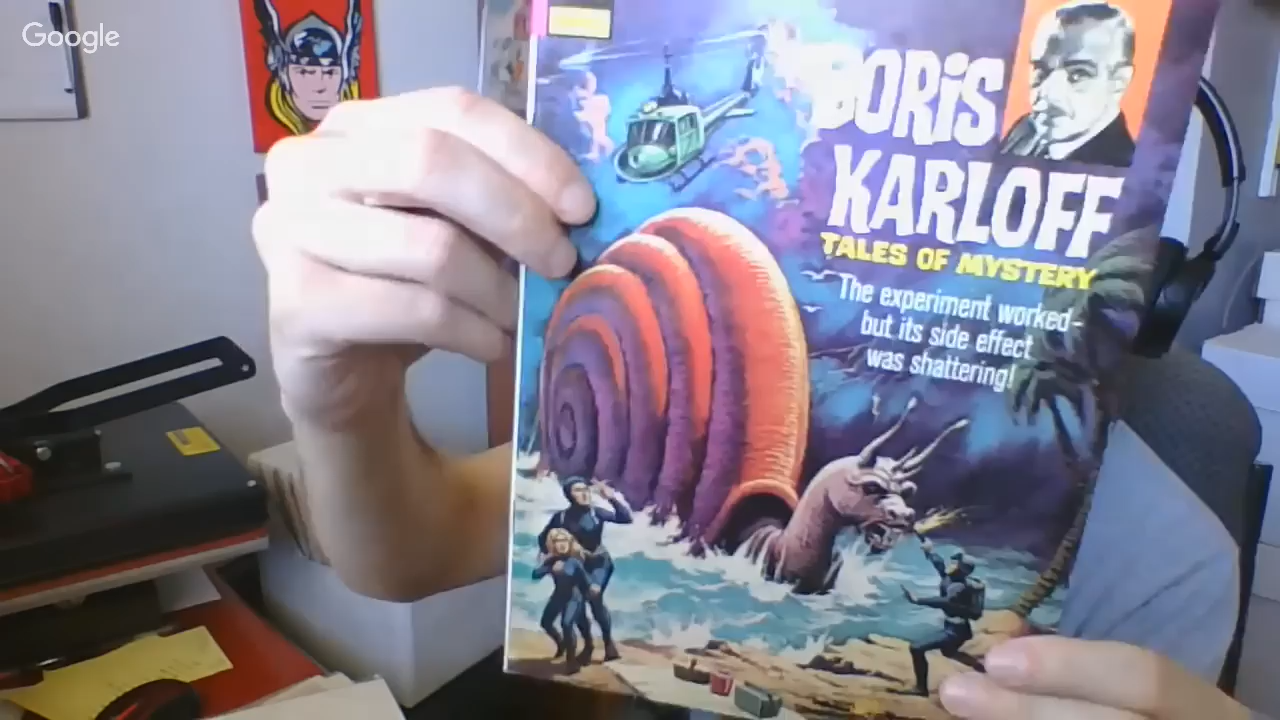 Google
BORIS
KARLOFF
TALES OF MYSTERY
The experiment worked-
but its side effect
was shattering!